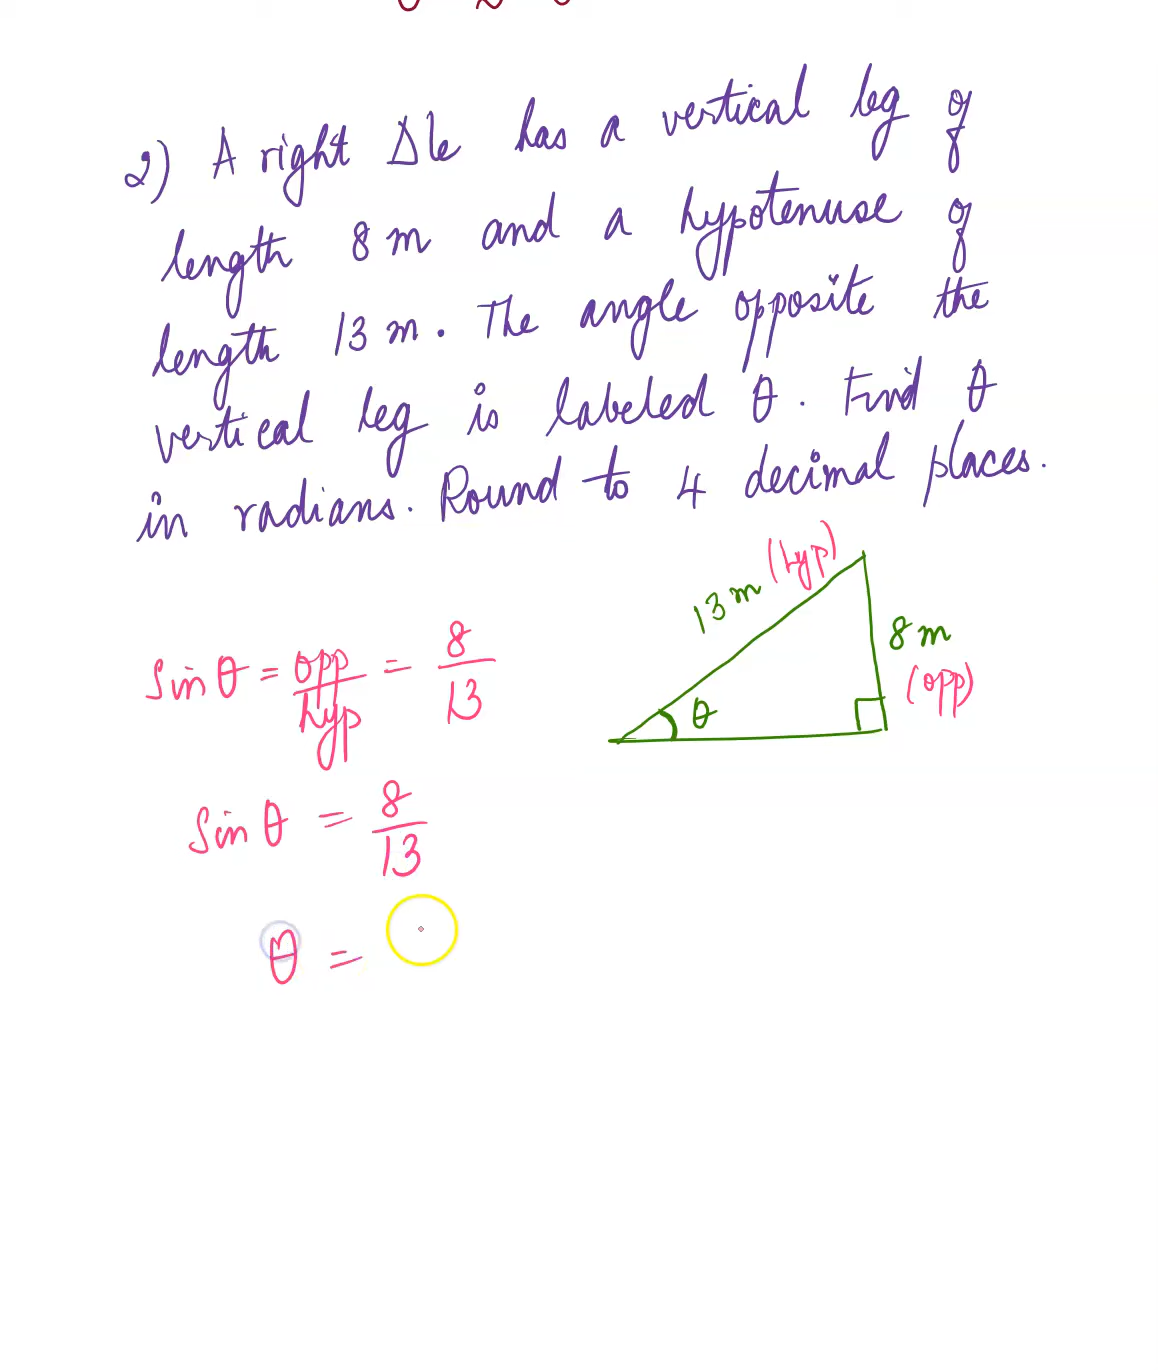 2) A right Δle has a vertical leg of
length 8 m and a hypotenuse of
length 13 m. The angle opposite the
vertical leg is labeled θ. Find θ
in radians. Round to 4 decimal places.
13 m (hyp)
8 m
(opp)
θ
sin θ = opp/hyp = 8/13
sin θ = 8/13
θ =